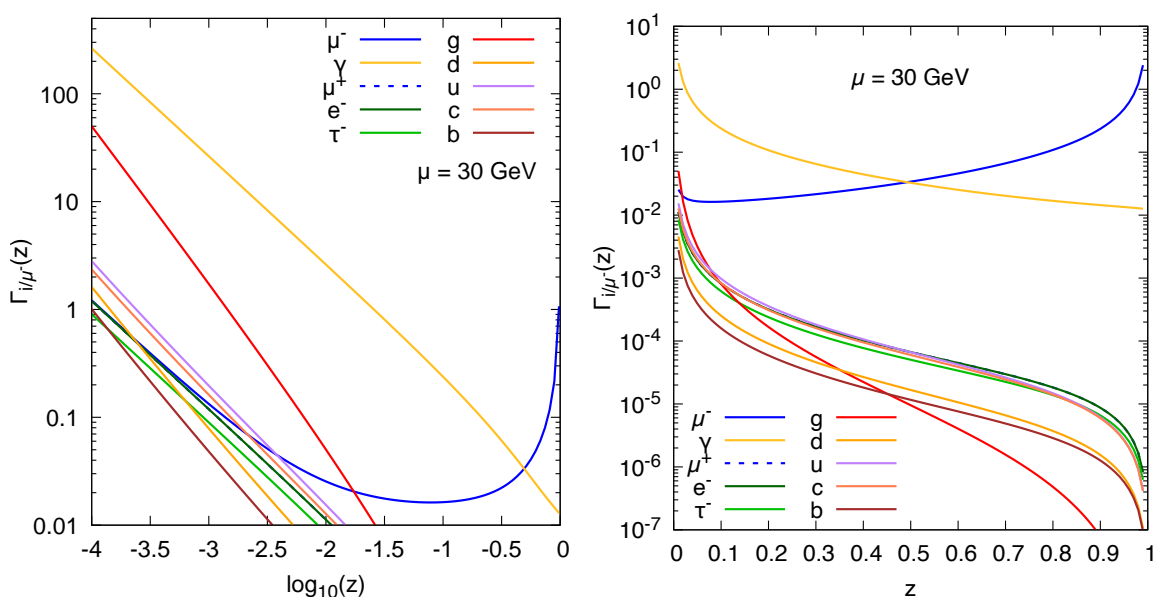 μ⁻ g
γ d
μ⁺ u
e⁻ c
τ⁻ b
μ = 30 GeV
100
10
1
0.1
0.01
Γi/μ⁻(z)
-4 -3.5 -3 -2.5 -2 -1.5 -1 -0.5 0
log₁₀(z)
μ = 30 GeV
10¹
10⁰
10⁻¹
10⁻²
10⁻³
10⁻⁴
10⁻⁵
10⁻⁶
10⁻⁷
Γi/μ⁻(z)
μ⁻ g
γ d
μ⁺ u
e⁻ c
τ⁻ b
0 0.1 0.2 0.3 0.4 0.5 0.6 0.7 0.8 0.9 1
z